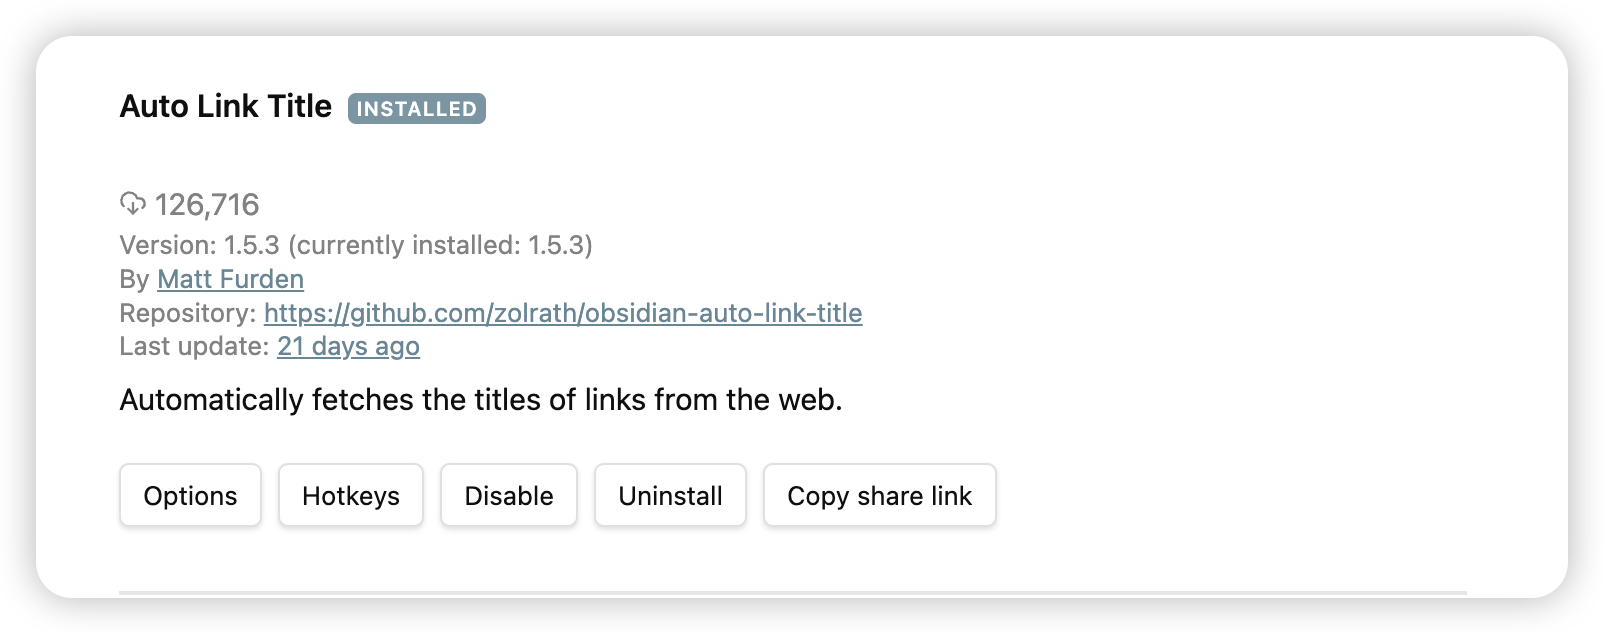 Auto Link Title INSTALLED
126,716
Version: 1.5.3 (currently installed: 1.5.3)
By Matt Furden
Repository: https://github.com/zolrath/obsidian-auto-link-title
Last update: 21 days ago
Automatically fetches the titles of links from the web.
Options Hotkeys Disable Uninstall Copy share link